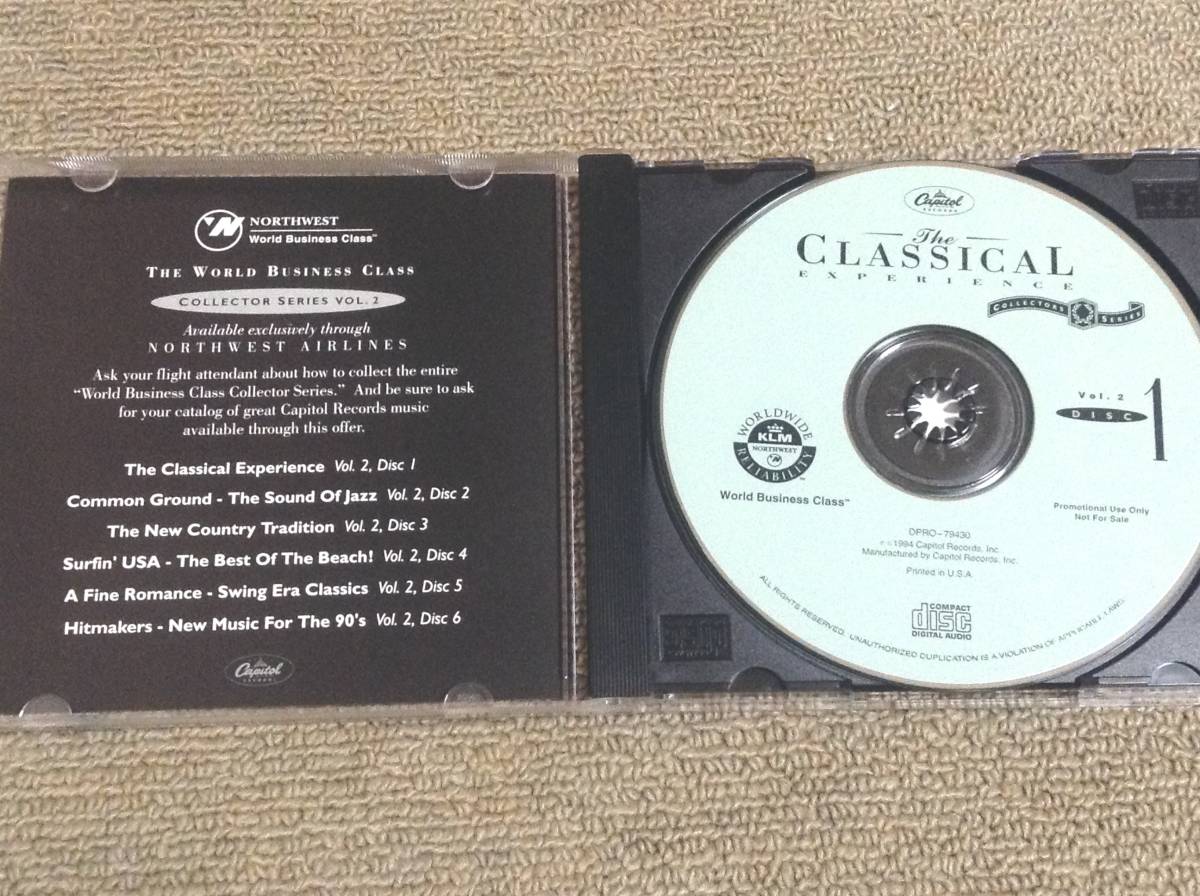 NORTHWEST
World Business Class™
THE WORLD BUSINESS CLASS
COLLECTOR SERIES VOL. 2
Available exclusively through
NORTHWEST AIRLINES
Ask your flight attendant about how to collect the entire
“World Business Class Collector Series.” And be sure to ask
for your catalog of great Capitol Records music
available through this offer.
The Classical Experience Vol. 2, Disc 1
Common Ground - The Sound Of Jazz Vol. 2, Disc 2
The New Country Tradition Vol. 2, Disc 3
Surfin' USA - The Best Of The Beach! Vol. 2, Disc 4
A Fine Romance - Swing Era Classics Vol. 2, Disc 5
Hitmakers - New Music For The 90's Vol. 2, Disc 6
Capitol
RECORDS
Capitol
RECORDS
The
CLASSICAL
EXPERIENCE
COLLECTORS SERIES
Vol. 2
DISC 1
WORLDWIDE
KLM
NORTHWEST
RELIABILITY™
World Business Class™
Promotional Use Only
Not For Sale
DPRO-79430
℗©1994 Capitol Records, Inc.
Manufactured by Capitol Records, Inc.
Printed in U.S.A.
COMPACT
disc
DIGITAL AUDIO
ALL RIGHTS RESERVED. UNAUTHORIZED DUPLICATION IS A VIOLATION OF APPLICABLE LAWS.